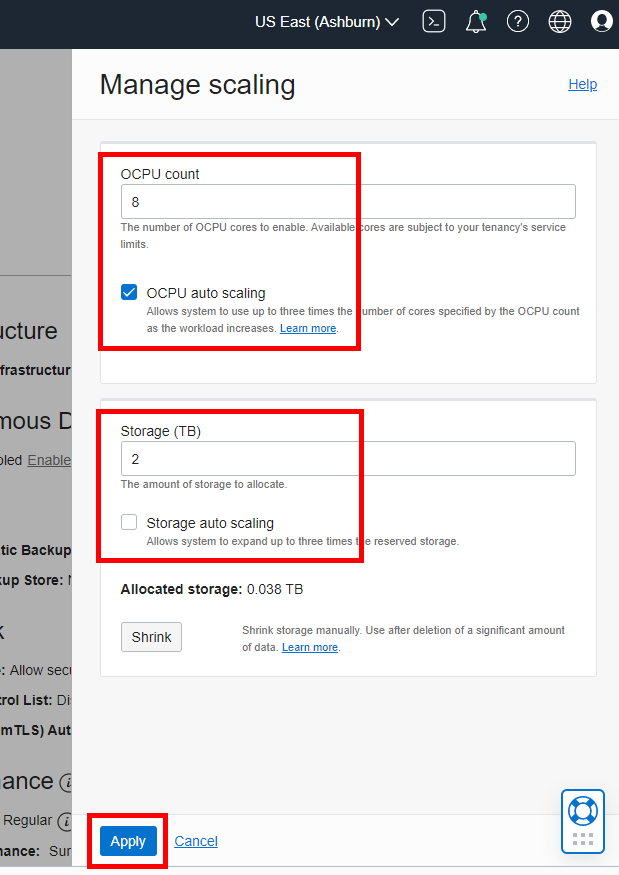 US East (Ashburn)
Manage scaling
Help
OCPU count
8
The number of OCPU cores to enable. Available cores are subject to your tenancy's service
limits.
OCPU auto scaling
Allows system to use up to three times the number of cores specified by the OCPU count
as the workload increases. Learn more.
Storage (TB)
2
The amount of storage to allocate.
Storage auto scaling
Allows system to expand up to three times the reserved storage.
Allocated storage: 0.038 TB
Shrink
Shrink storage manually. Use after deletion of a significant amount
of data. Learn more.
Apply
Cancel
ucture
frastructur
mous D
bled Enable
tic Backup
kup Store:
: Allow secu
trol List: Di
mTLS) Aut
nance
Regular
nance: Sun